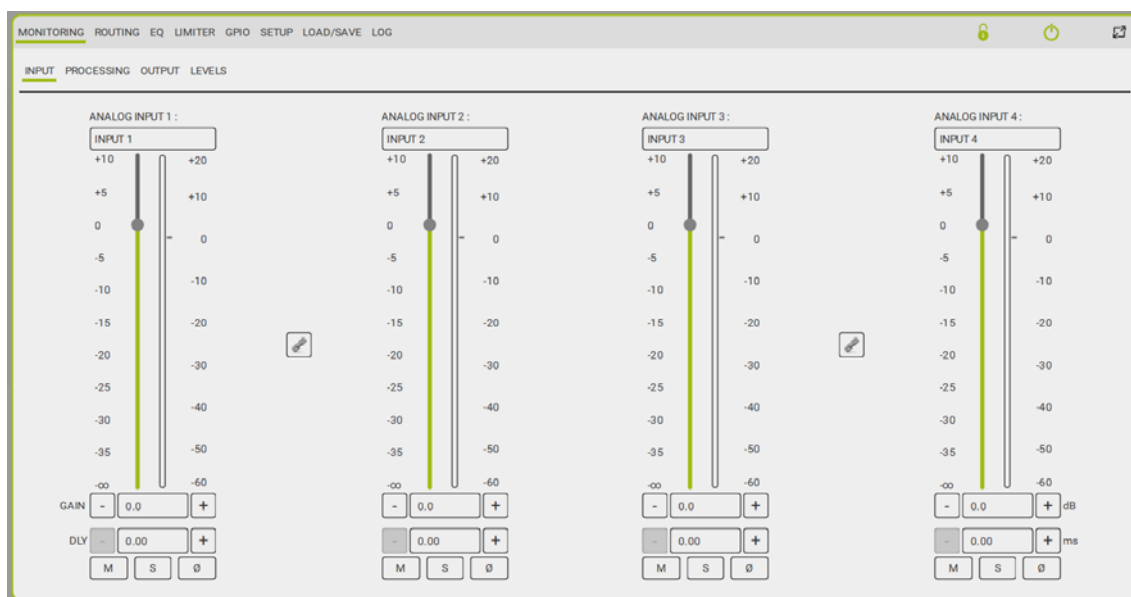 MONITORING ROUTING EQ LIMITER GPIO SETUP LOAD/SAVE LOG
INPUT PROCESSING OUTPUT LEVELS
ANALOG INPUT 1 : ANALOG INPUT 2 : ANALOG INPUT 3 : ANALOG INPUT 4 :
INPUT 1 INPUT 2 INPUT 3 INPUT 4
+10 +20 +10 +20 +10 +20 +10 +20
+5 +10 +5 +10 +5 +10 +5 +10
0 0 0 0 0 0 0 0
-5 -10 -5 -10 -5 -10 -5 -10
-10 -20 -10 -20 -10 -20 -10 -20
-15 -30 -15 -30 -15 -30 -15 -30
-20 -40 -20 -40 -20 -40 -20 -40
-25 -50 -25 -50 -25 -50 -25 -50
-30 -60 -30 -60 -30 -60 -30 -60
-35 -35 -35 -35
-∞ -∞ -∞ -∞
GAIN - 0.0 + - 0.0 + - 0.0 + - 0.0 + dB
DLY - 0.00 + - 0.00 + - 0.00 + - 0.00 + ms
M S Ø M S Ø M S Ø M S Ø